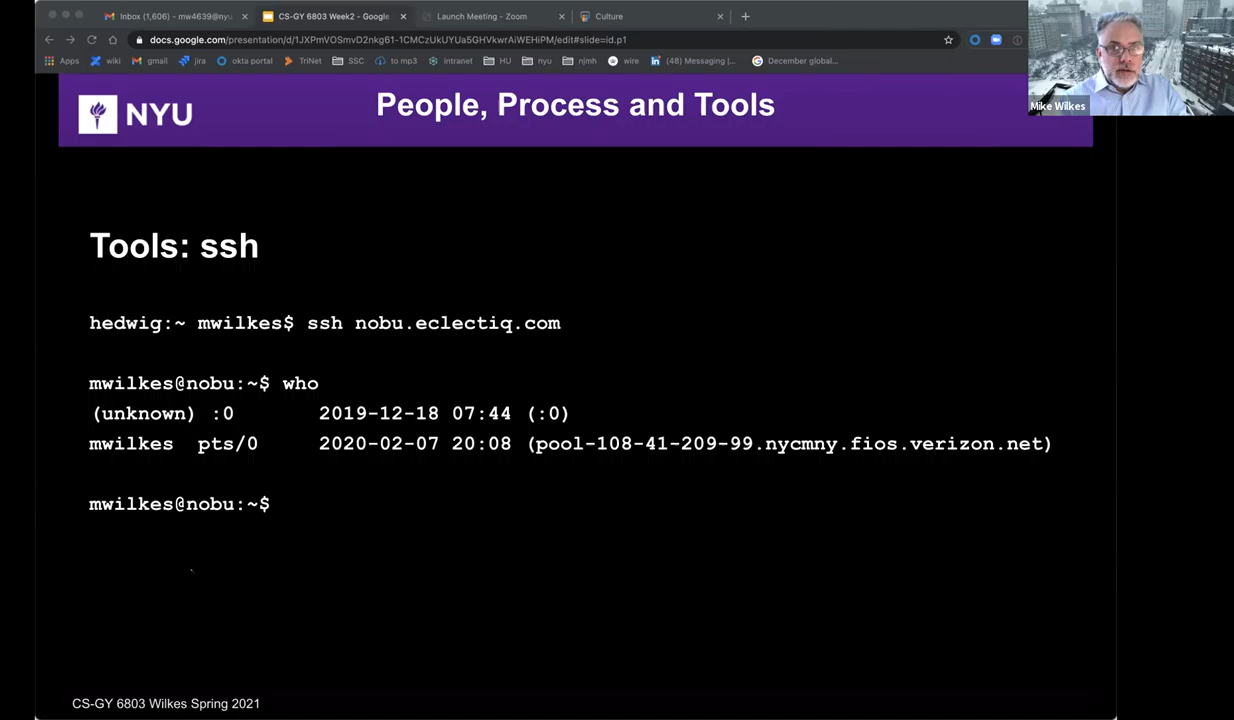 Inbox (1,606) - mw4639@nyu
CS-GY 6803 Week2 - Google
Launch Meeting - Zoom
Culture
docs.google.com/presentation/d/1JXPmVOSmvD2nkg61-1CMCzUkUYUa5GHVkwrAiWEHiPM/edit#slide=id.p1
Apps wiki gmail jira okta portal TriNet SSC to mp3 intranet HU nyu njmh wire (48) Messaging |... December global...
Mike Wilkes
NYU
People, Process and Tools
Tools: ssh
hedwig:~ mwilkes$ ssh nobu.eclectiq.com
mwilkes@nobu:~$ who
(unknown) :0 2019-12-18 07:44 (:0)
mwilkes pts/0 2020-02-07 20:08 (pool-108-41-209-99.nycmny.fios.verizon.net)
mwilkes@nobu:~$
CS-GY 6803 Wilkes Spring 2021